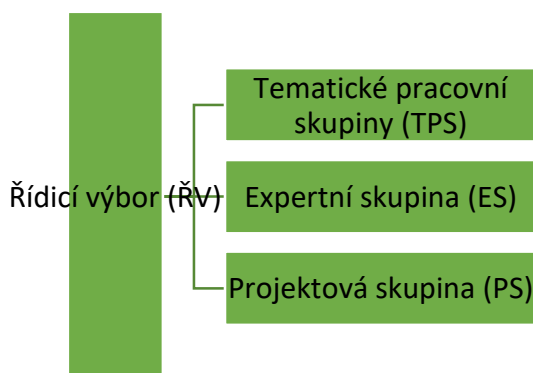 Řídicí výbor (ŘV)
Tematické pracovní
skupiny (TPS)
Expertní skupina (ES)
Projektová skupina (PS)